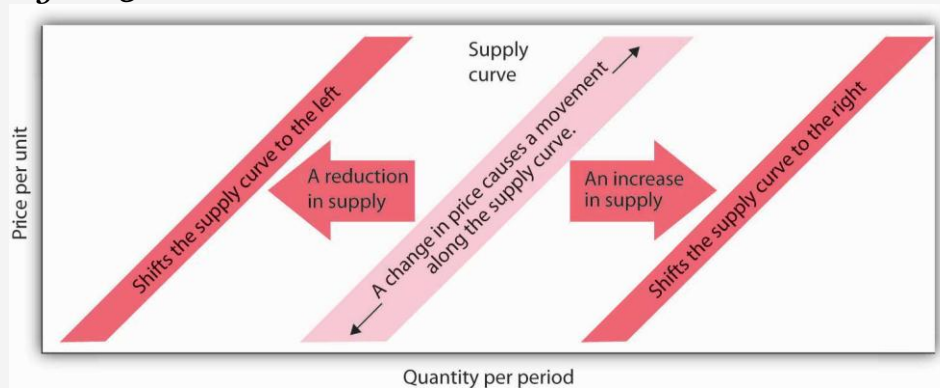 Supply
curve
Shifts the supply curve to the left
A reduction
in supply
A change in price causes a movement
along the supply curve.
An increase
in supply
Shifts the supply curve to the right
Price per unit
Quantity per period